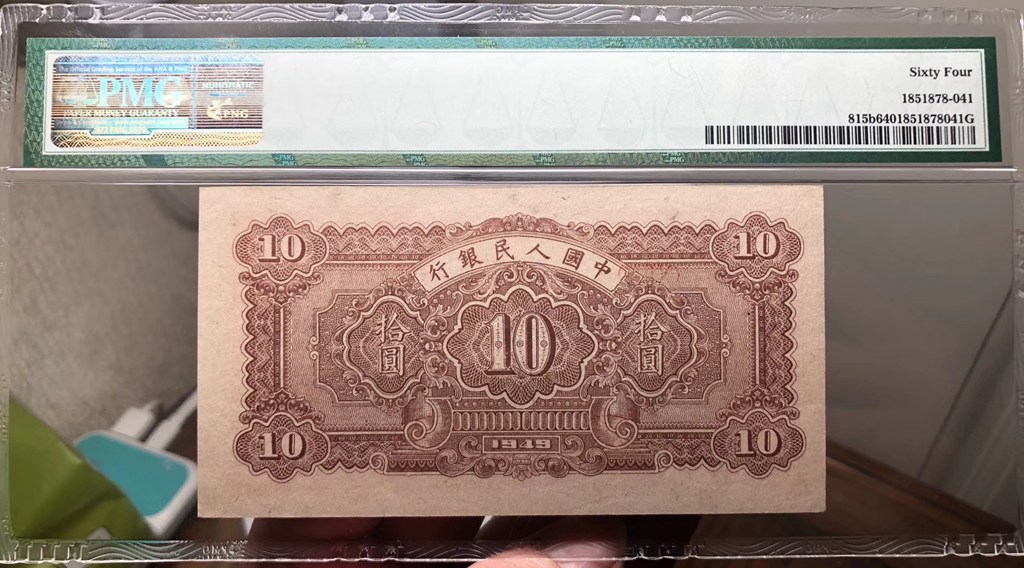 PMG
PAPER MONEY GUARANTY
NUMISMATIC
Sixty Four
1851878-041
815b6401851878041G
行銀民人國中
10
10
拾圓
10
拾圓
10
1949
10